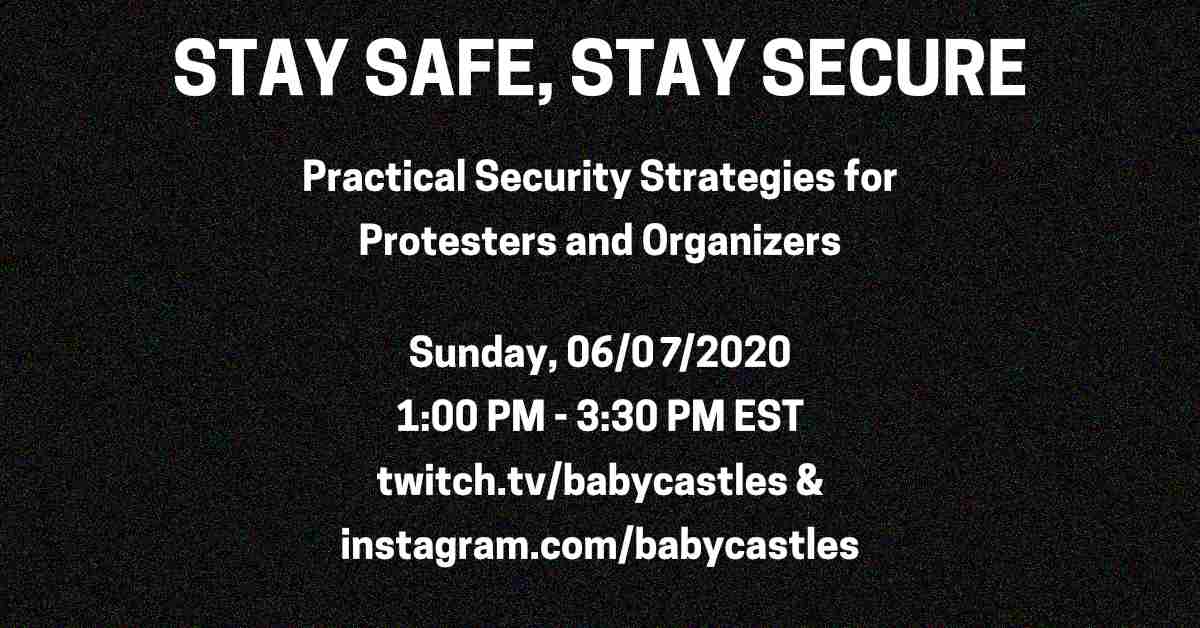 STAY SAFE, STAY SECURE
Practical Security Strategies for
Protesters and Organizers
Sunday, 06/07/2020
1:00 PM - 3:30 PM EST
twitch.tv/babycastles &
instagram.com/babycastles